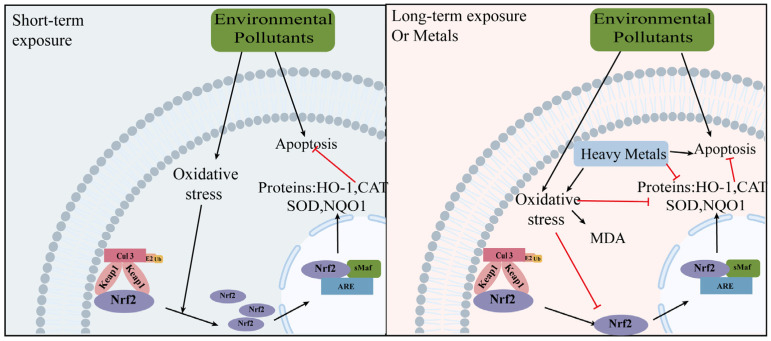 Short-term
exposure
Environmental
Pollutants
Apoptosis
Oxidative
stress
Proteins:HO-1,CAT
SOD,NQO1
Cul 3
E2
Ub
Keap1
Keap1
Nrf2
Nrf2
Nrf2
Nrf2
Nrf2
sMaf
ARE
Long-term exposure
Or Metals
Environmental
Pollutants
Apoptosis
Heavy Metals
Oxidative
stress
Proteins:HO-1,CAT
SOD,NQO1
MDA
Cul 3
E2
Ub
Keap1
Keap1
Nrf2
Nrf2
Nrf2
sMaf
ARE